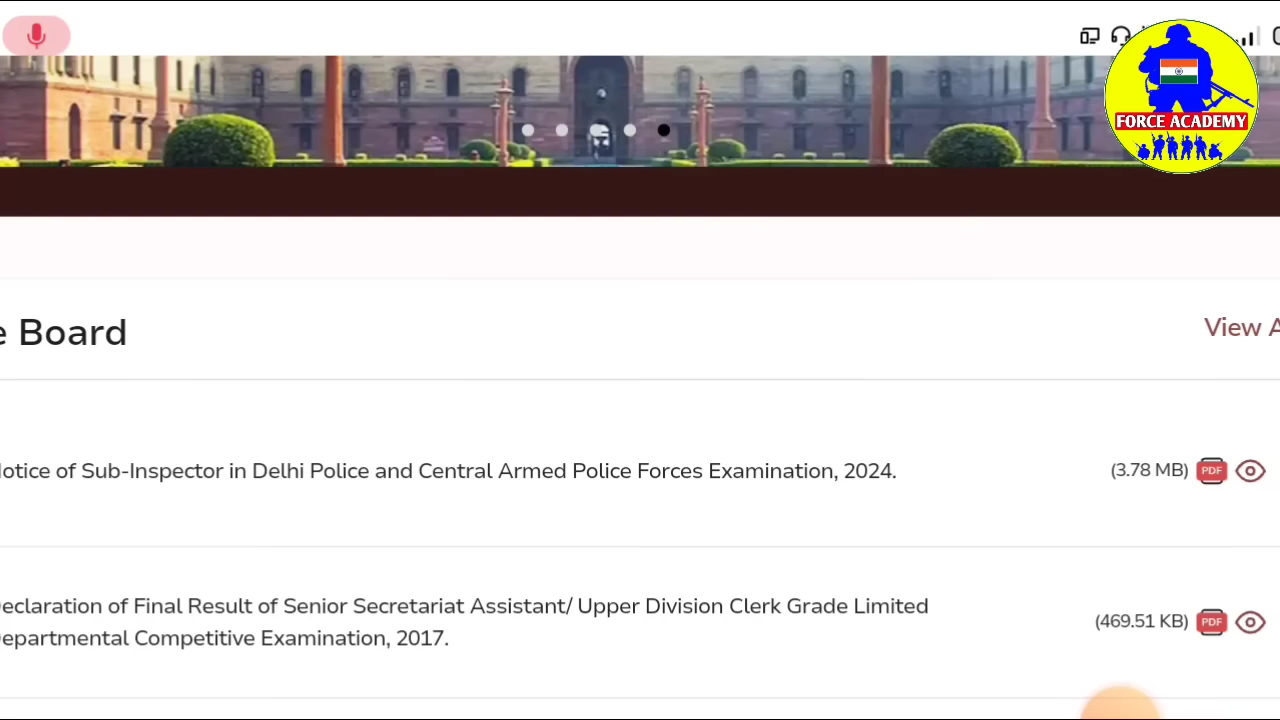 FORCE ACADEMY
e Board
View A
otice of Sub-Inspector in Delhi Police and Central Armed Police Forces Examination, 2024.
(3.78 MB) PDF
eclaration of Final Result of Senior Secretariat Assistant/ Upper Division Clerk Grade Limited
epartmental Competitive Examination, 2017.
(469.51 KB) PDF